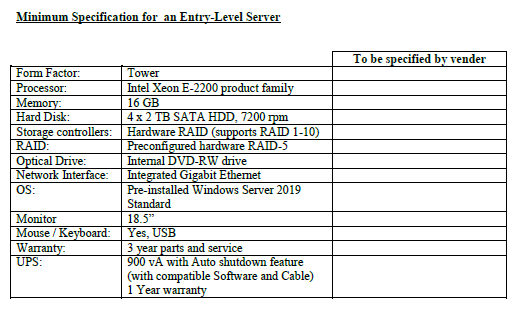 Minimum Specification for an Entry-Level Server
To be specified by vender
Form Factor: Tower
Processor: Intel Xeon E-2200 product family
Memory: 16 GB
Hard Disk: 4 x 2 TB SATA HDD, 7200 rpm
Storage controllers: Hardware RAID (supports RAID 1-10)
RAID: Preconfigured hardware RAID-5
Optical Drive: Internal DVD-RW drive
Network Interface: Integrated Gigabit Ethernet
OS: Pre-installed Windows Server 2019
Standard
Monitor 18.5”
Mouse / Keyboard: Yes, USB
Warranty: 3 year parts and service
UPS: 900 vA with Auto shutdown feature
(with compatible Software and Cable)
1 Year warranty